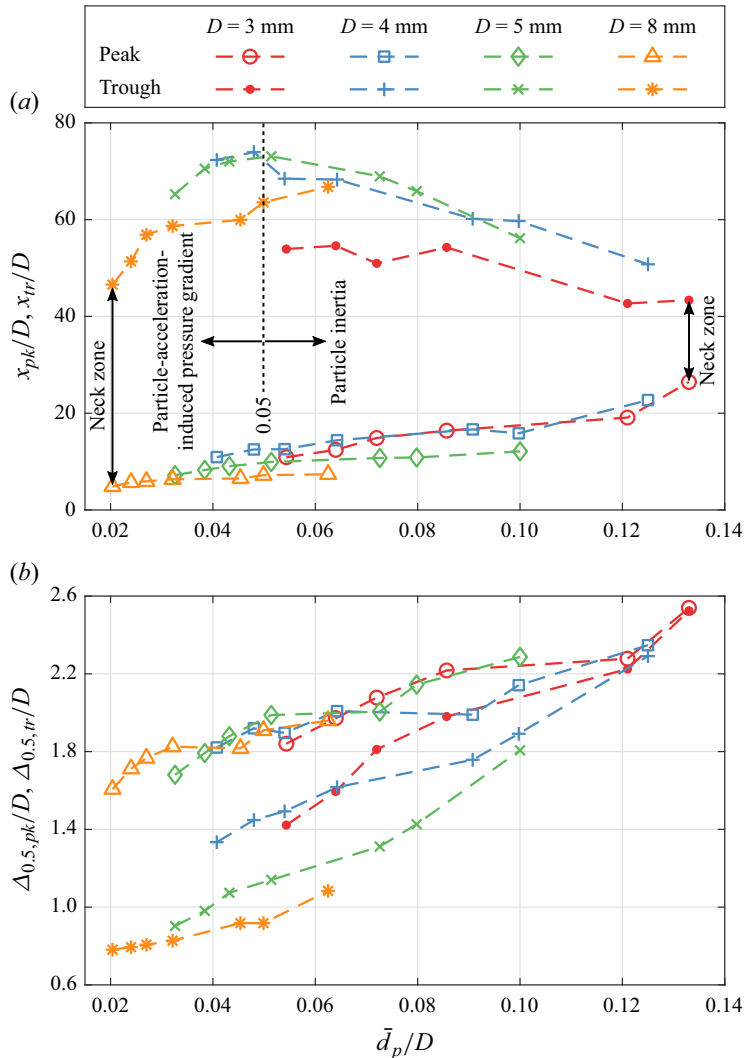 D = 3 mm D = 4 mm D = 5 mm D = 8 mm
Peak
Trough
(a)
80
60
40
20
0
x_pk/D, x_tr/D
Neck zone
Particle-acceleration-
induced pressure gradient
0.05
Particle inertia
Neck zone
0.02 0.04 0.06 0.08 0.10 0.12 0.14
(b)
2.6
2.2
1.8
1.4
1.0
0.6
Δ_0.5,pk/D, Δ_0.5,tr/D
0.02 0.04 0.06 0.08 0.10 0.12 0.14
d̄_p/D